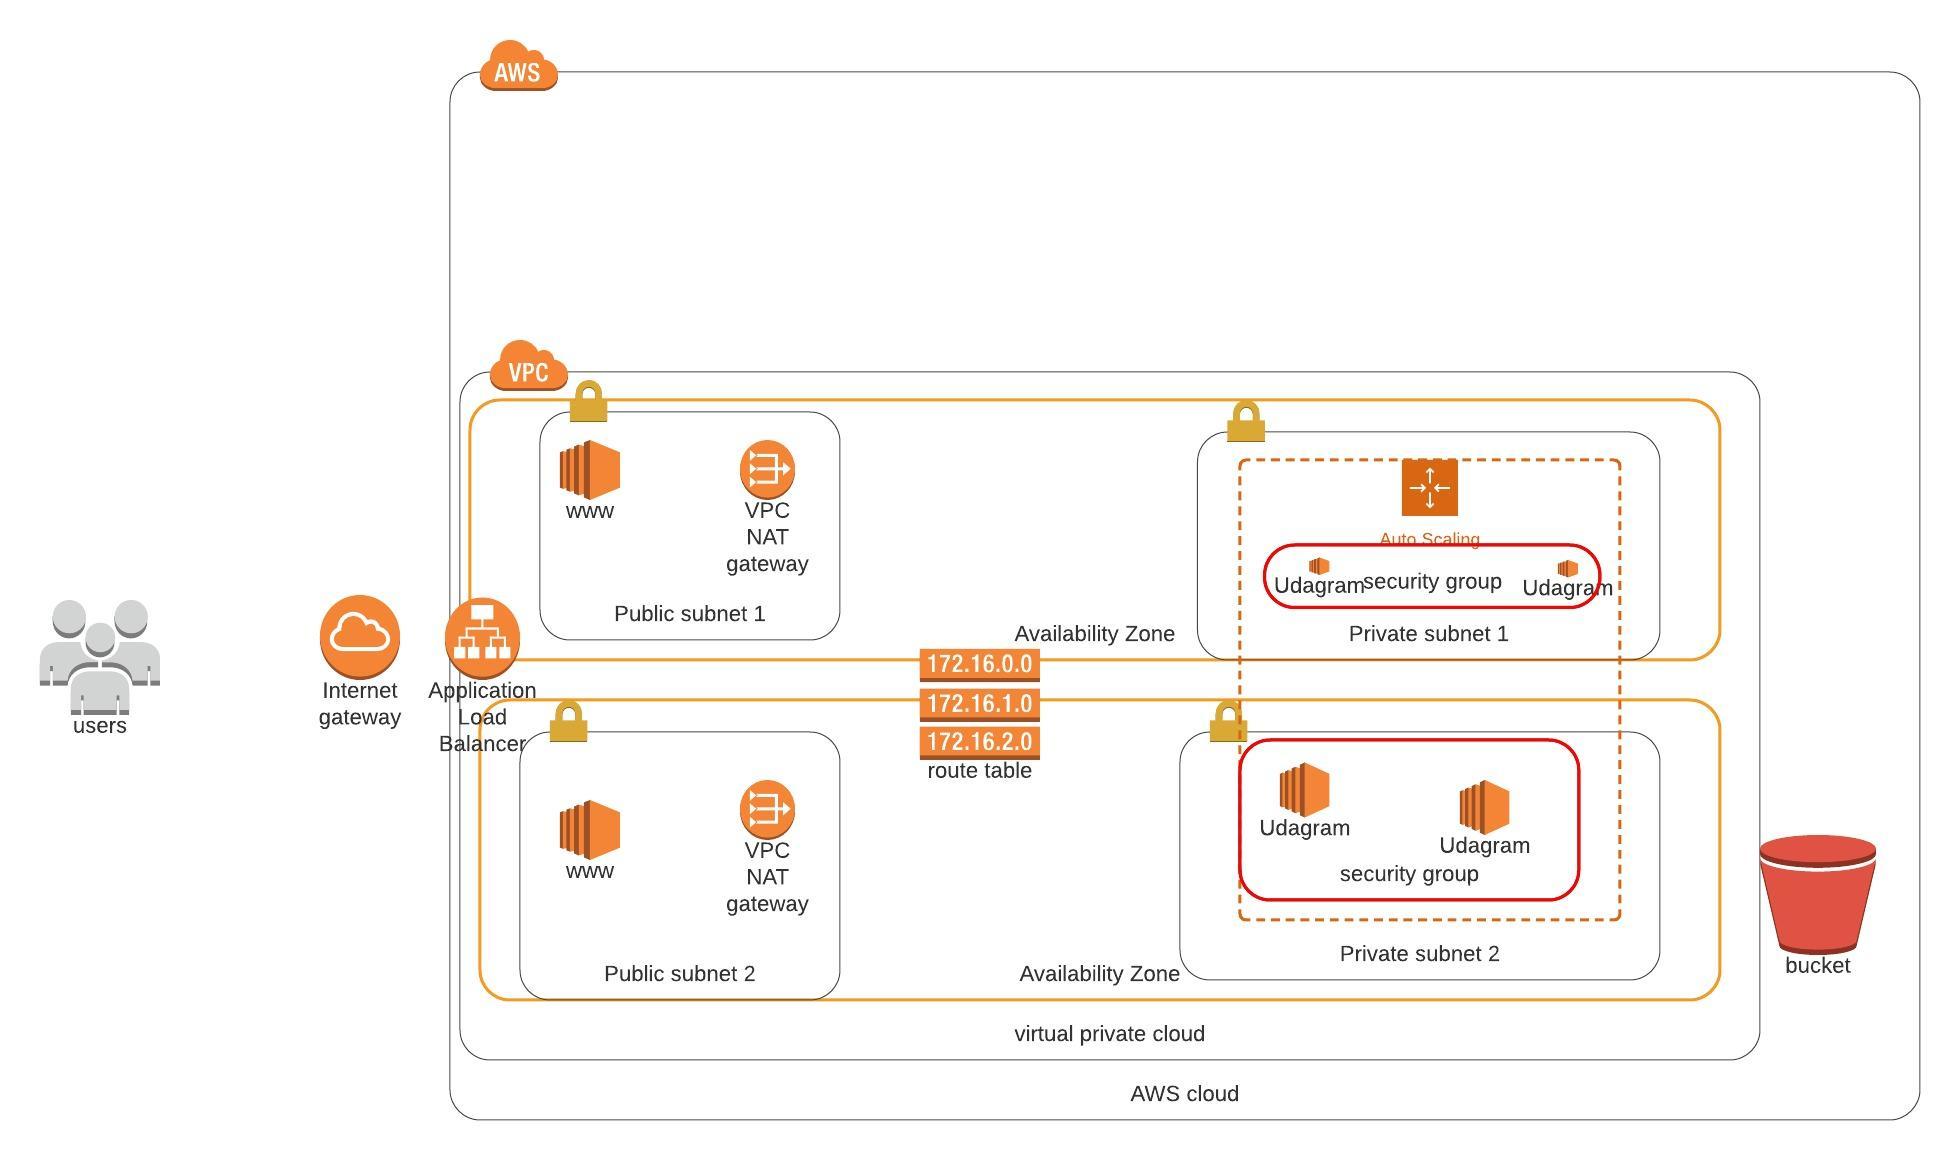 AWS
VPC
www
VPC
NAT
gateway
Public subnet 1
Auto Scaling
Udagram
security group
Udagram
Private subnet 1
Availability Zone
172.16.0.0
172.16.1.0
172.16.2.0
route table
users
Internet
gateway
Application
Load
Balancer
www
VPC
NAT
gateway
Public subnet 2
Udagram
Udagram
security group
Private subnet 2
Availability Zone
bucket
virtual private cloud
AWS cloud